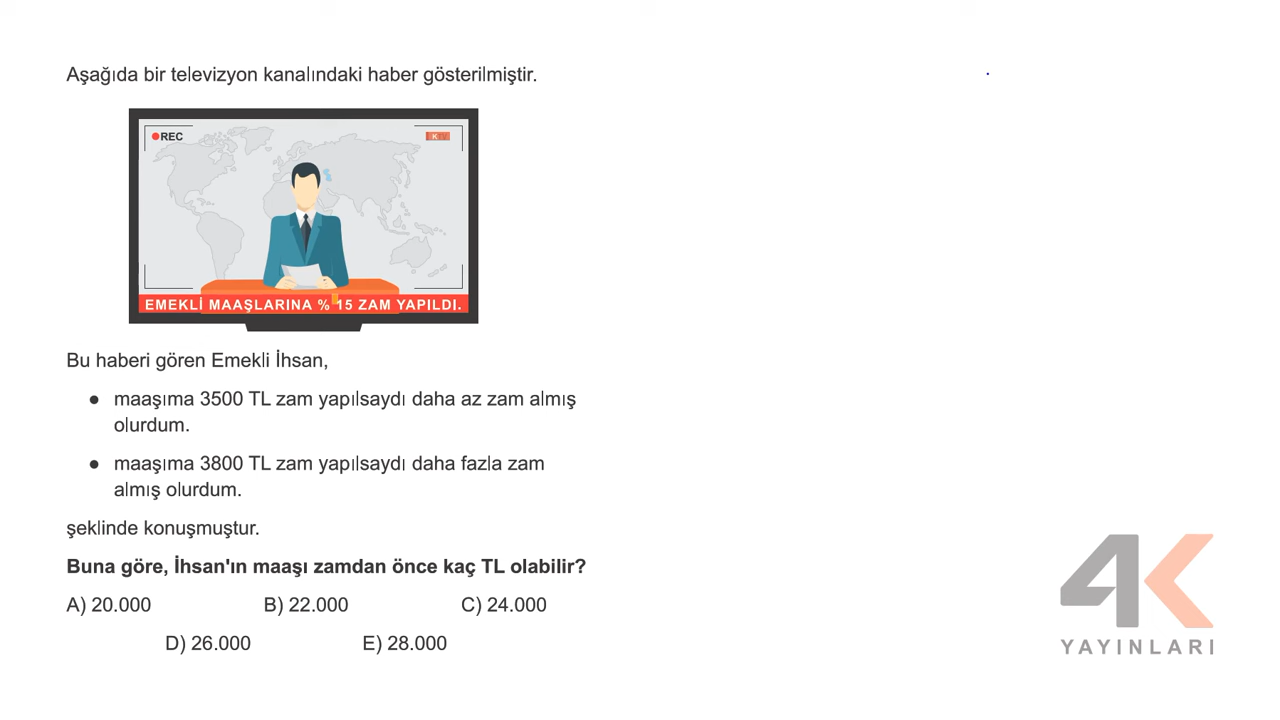 Aşağıda bir televizyon kanalındaki haber gösterilmiştir.
REC
EMEKLİ MAAŞLARINA % 15 ZAM YAPILDI.
Bu haberi gören Emekli İhsan,
● maaşıma 3500 TL zam yapılsaydı daha az zam almış
olurdum.
● maaşıma 3800 TL zam yapılsaydı daha fazla zam
almış olurdum.
şeklinde konuşmuştur.
Buna göre, İhsan'ın maaşı zamdan önce kaç TL olabilir?
A) 20.000 B) 22.000 C) 24.000
D) 26.000 E) 28.000
4K
YAYINLARI